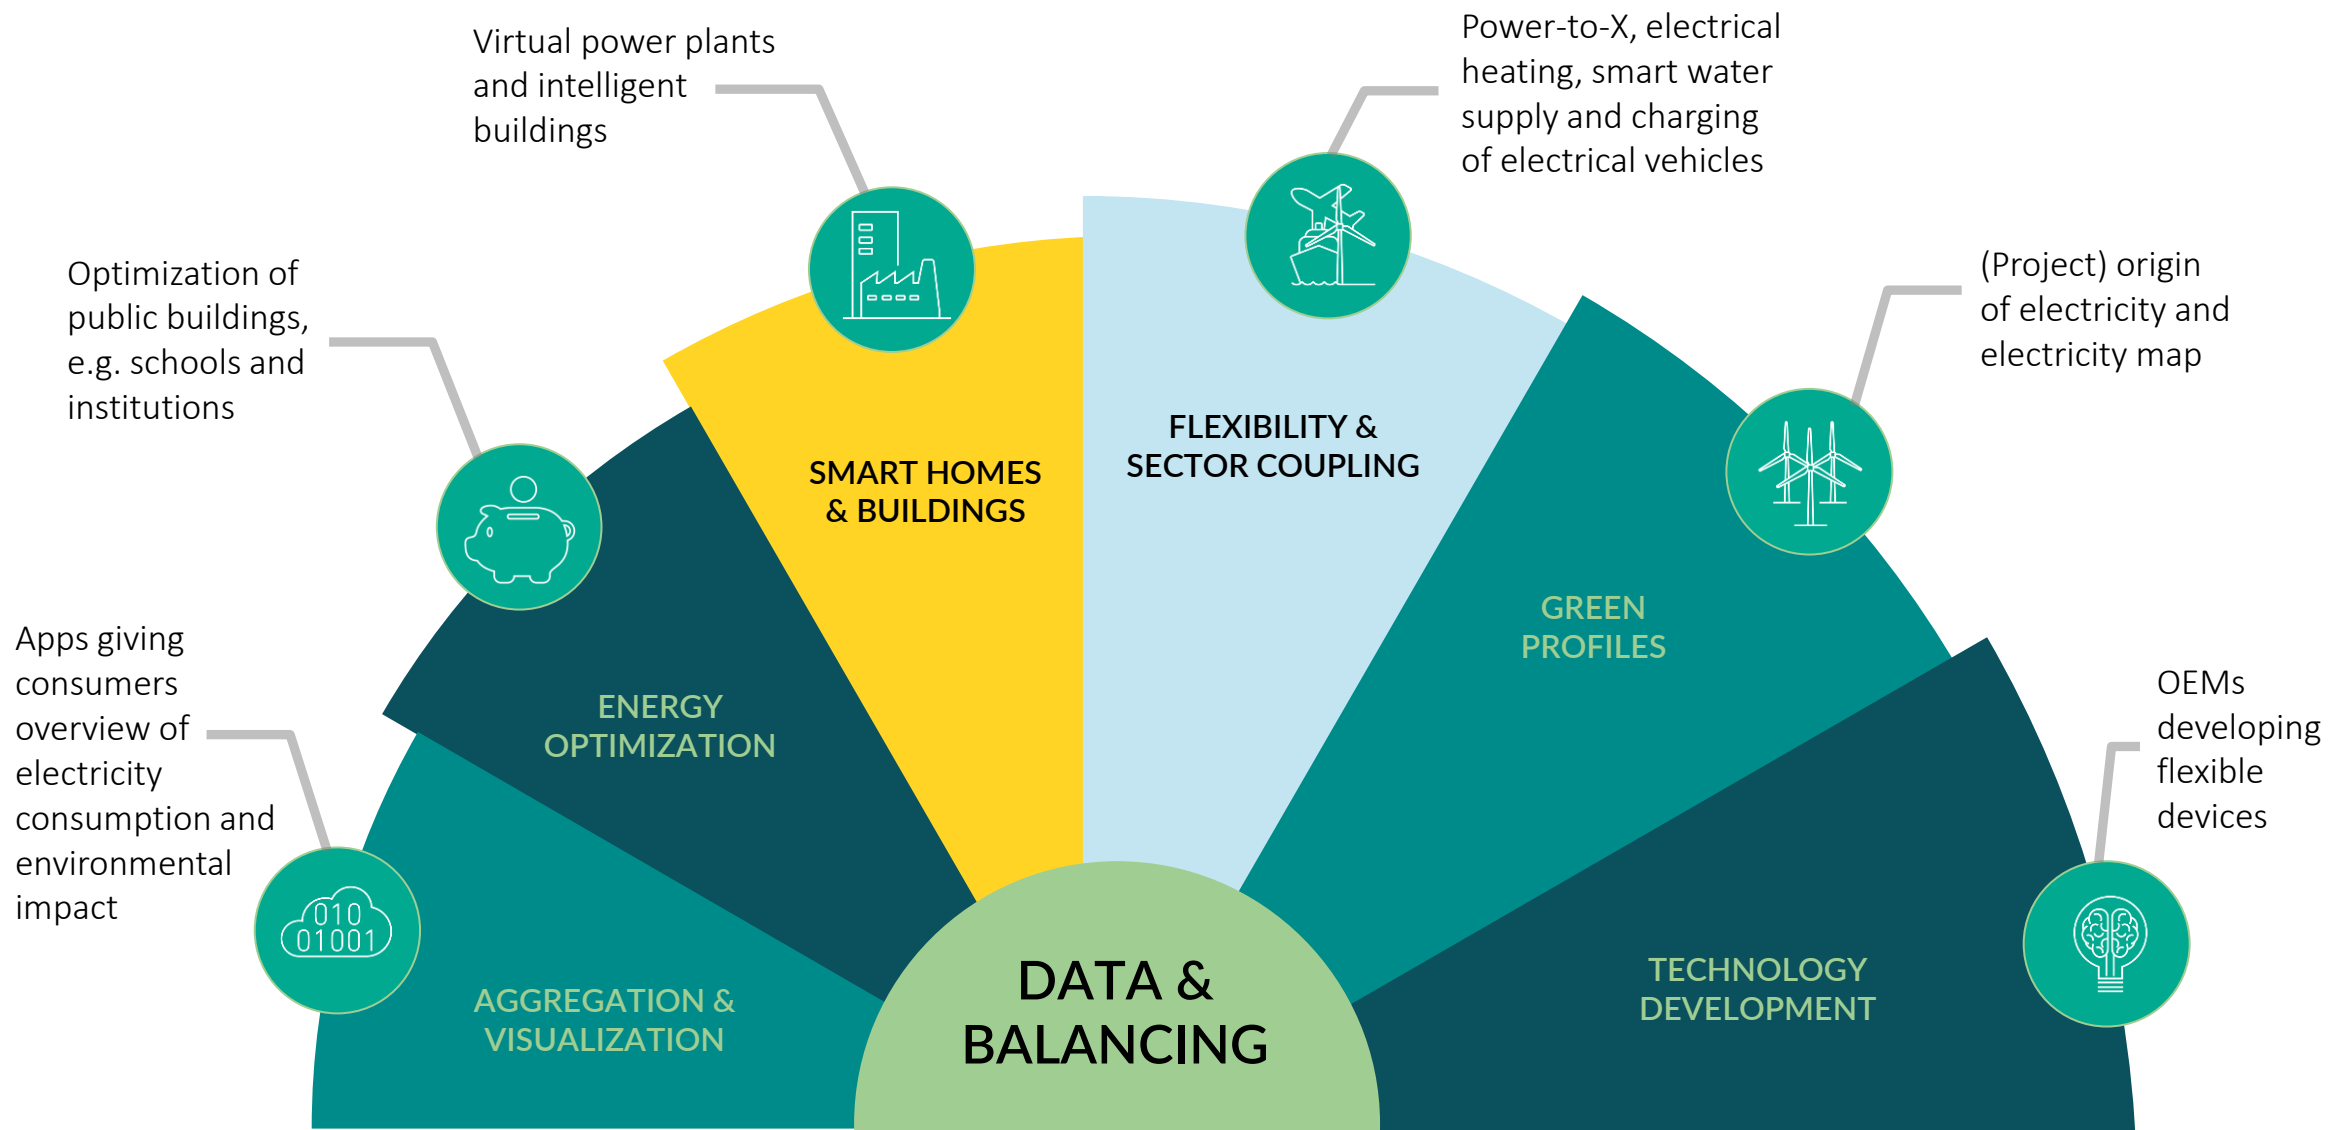 Virtual power plants
and intelligent
buildings
Power-to-X, electrical
heating, smart water
supply and charging
of electrical vehicles
Optimization of
public buildings,
e.g. schools and
institutions
(Project) origin
of electricity and
electricity map
Apps giving
consumers
overview of
electricity
consumption and
environmental
impact
OEMs
developing
flexible
devices
010
01001
AGGREGATION &
VISUALIZATION
ENERGY
OPTIMIZATION
SMART HOMES
& BUILDINGS
FLEXIBILITY &
SECTOR COUPLING
GREEN
PROFILES
TECHNOLOGY
DEVELOPMENT
DATA &
BALANCING